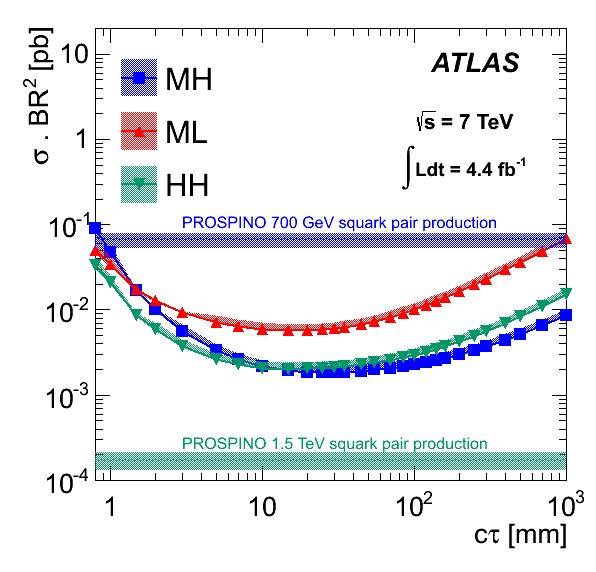 σ . BR² [pb]
10
1
10⁻¹
10⁻²
10⁻³
10⁻⁴
MH
ML
HH
ATLAS
√s = 7 TeV
∫Ldt = 4.4 fb⁻¹
PROSPINO 700 GeV squark pair production
PROSPINO 1.5 TeV squark pair production
1 10 10² 10³
cτ [mm]